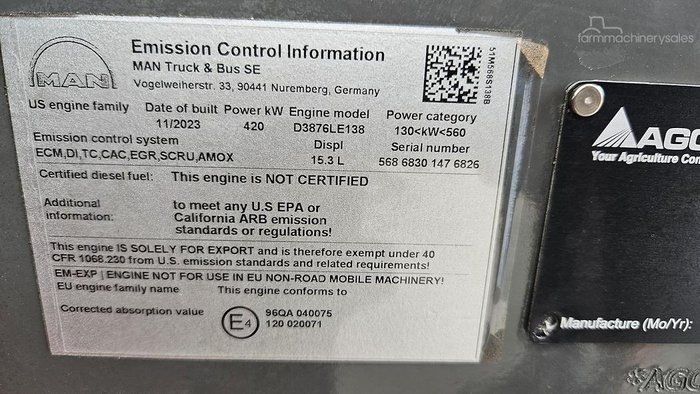 farmmachinerysales
MAN
Emission Control Information
MAN Truck & Bus SE
Vogelweiherstr. 33, 90441 Nuremberg, Germany
51M568S138B
US engine family Date of built Power kW Engine model Power category
11/2023 420 D3876LE138 130<kW<560
Emission control system Displ Serial number
ECM,DI,TC,CAC,EGR,SCRU,AMOX 15.3 L 568 6830 147 6826
Certified diesel fuel: This engine is NOT CERTIFIED
Additional to meet any U.S EPA or
information: California ARB emission
standards or regulations!
This engine is SOLELY FOR EXPORT and is therefore exempt under 40
CFR 1068.230 from U.S. emission standards and related requirements!
EM-EXP | ENGINE NOT FOR USE IN EU NON-ROAD MOBILE MACHINERY!
EU engine family name This engine conforms to
Corrected absorption value E4 96QA 040075
120 020071
AGC
Your Agriculture Com
Manufacture (Mo/Yr):
*AGC